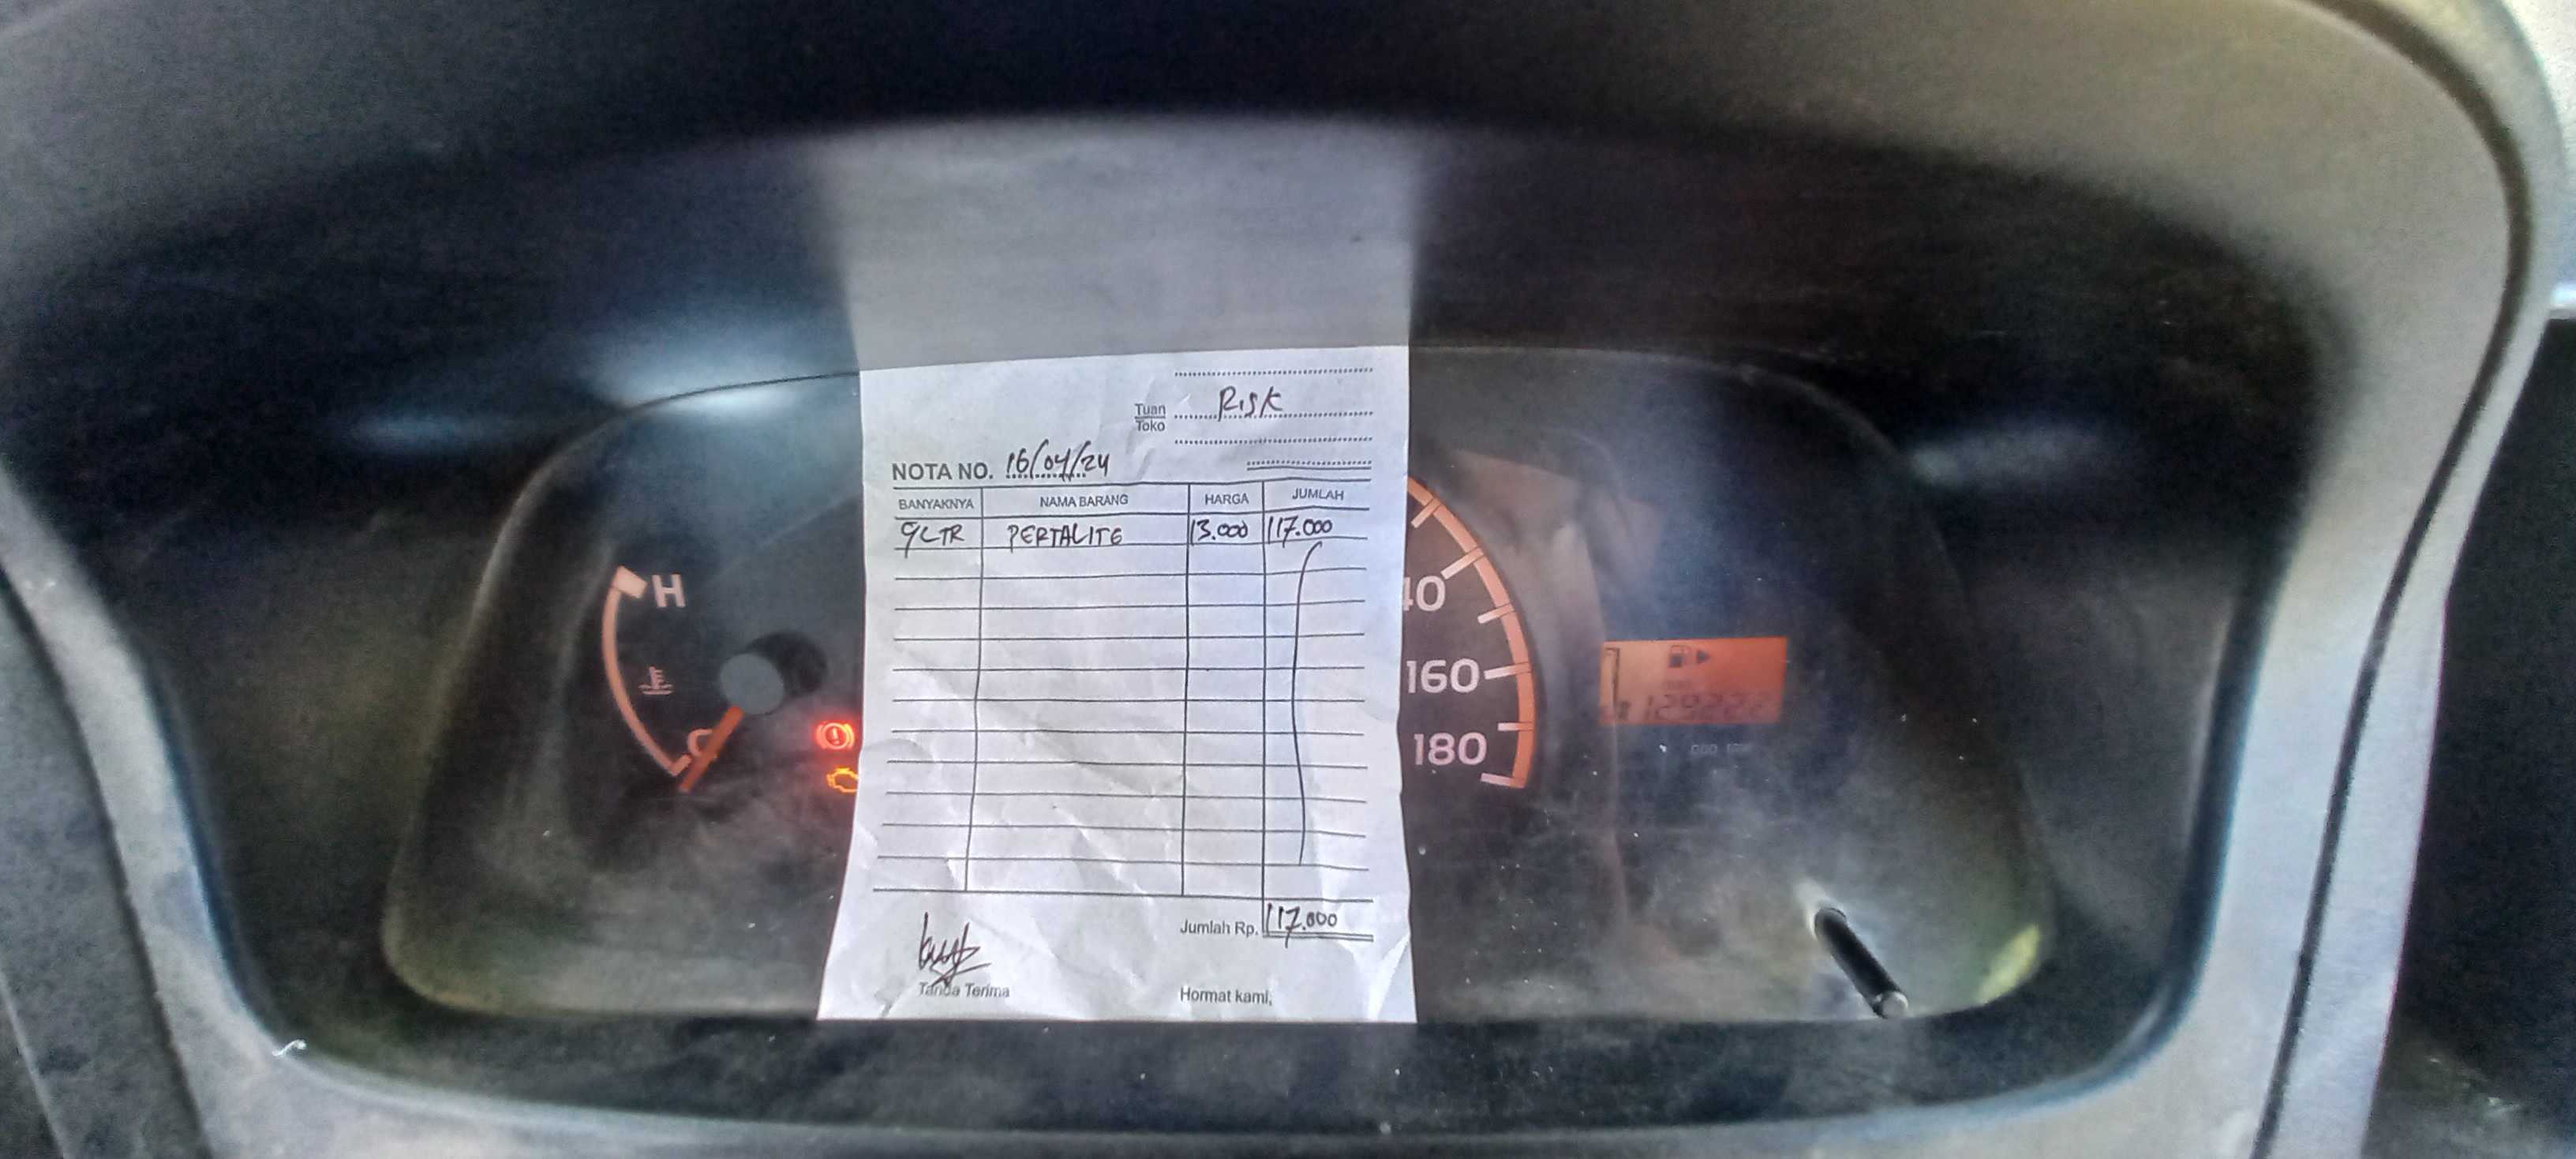 Tuan
Toko
Risk
NOTA NO. 16/04/24
BANYAKNYA NAMA BARANG HARGA JUMLAH
9LTR PERTALITE 13.000 117.000
Jumlah Rp. 117.000
Tanda Terima Hormat kami,
H
C
40
160
180